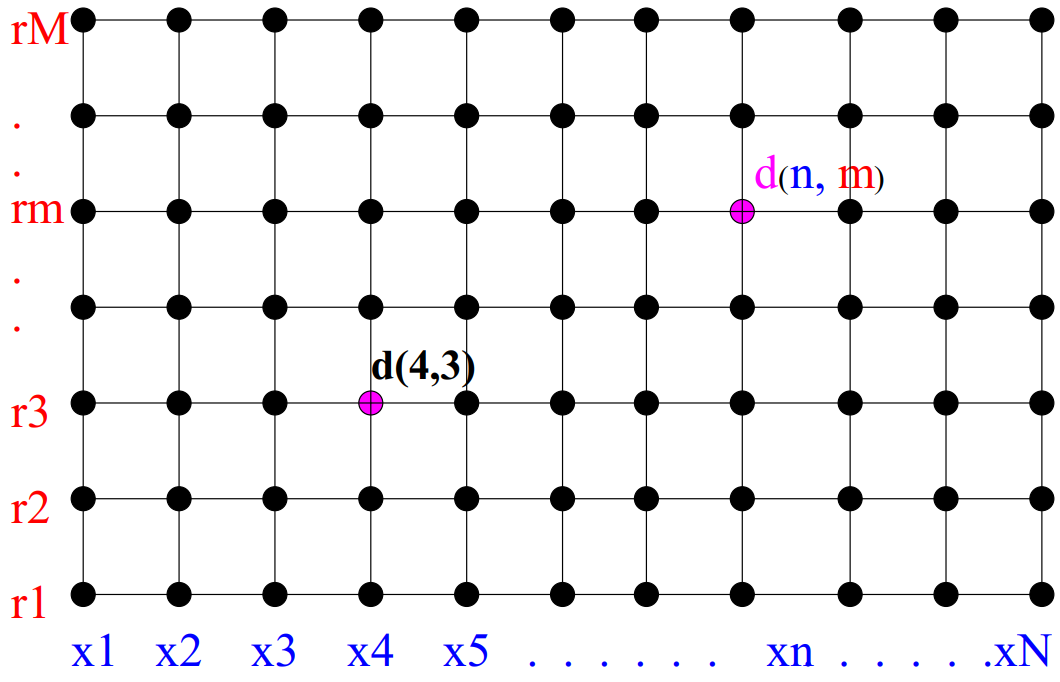 rM
.
.
d(n, m)
rm
.
.
d(4,3)
r3
r2
r1
x1 x2 x3 x4 x5 . . . . . . xn . . . . .xN